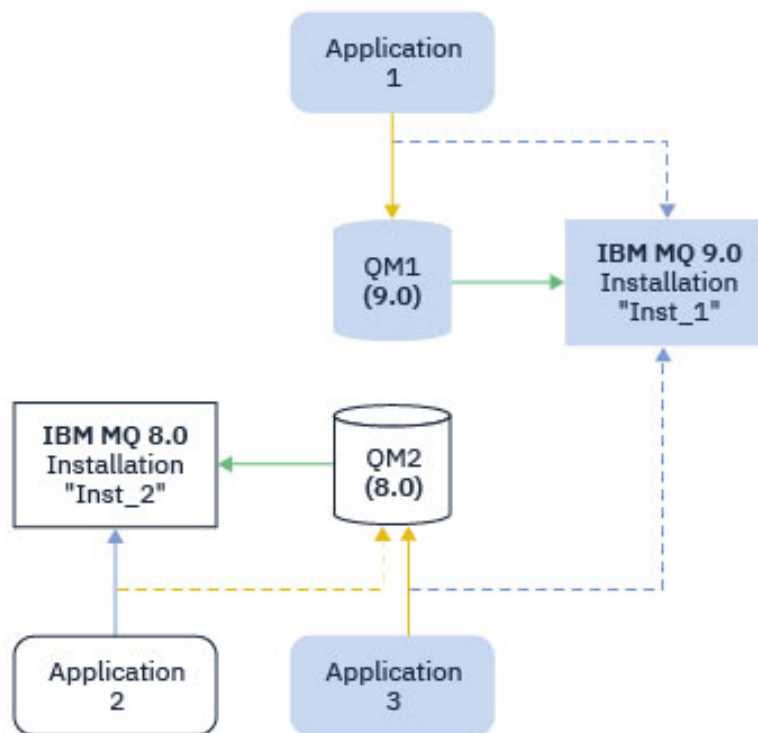 Application
1
QM1
(9.0)
IBM MQ 9.0
Installation
"Inst_1"
IBM MQ 8.0
Installation
"Inst_2"
QM2
(8.0)
Application
2
Application
3